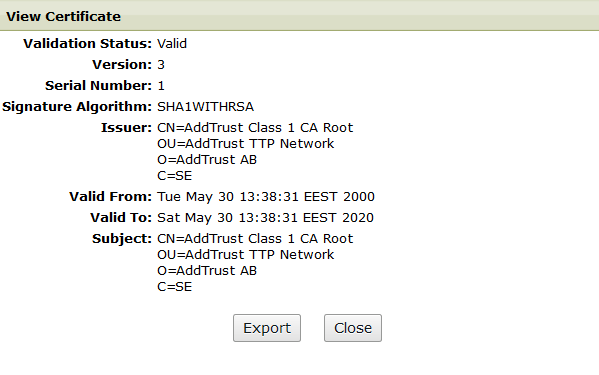 View Certificate
Validation Status: Valid
Version: 3
Serial Number: 1
Signature Algorithm: SHA1WITHRSA
Issuer: CN=AddTrust Class 1 CA Root
OU=AddTrust TTP Network
O=AddTrust AB
C=SE
Valid From: Tue May 30 13:38:31 EEST 2000
Valid To: Sat May 30 13:38:31 EEST 2020
Subject: CN=AddTrust Class 1 CA Root
OU=AddTrust TTP Network
O=AddTrust AB
C=SE
Export Close